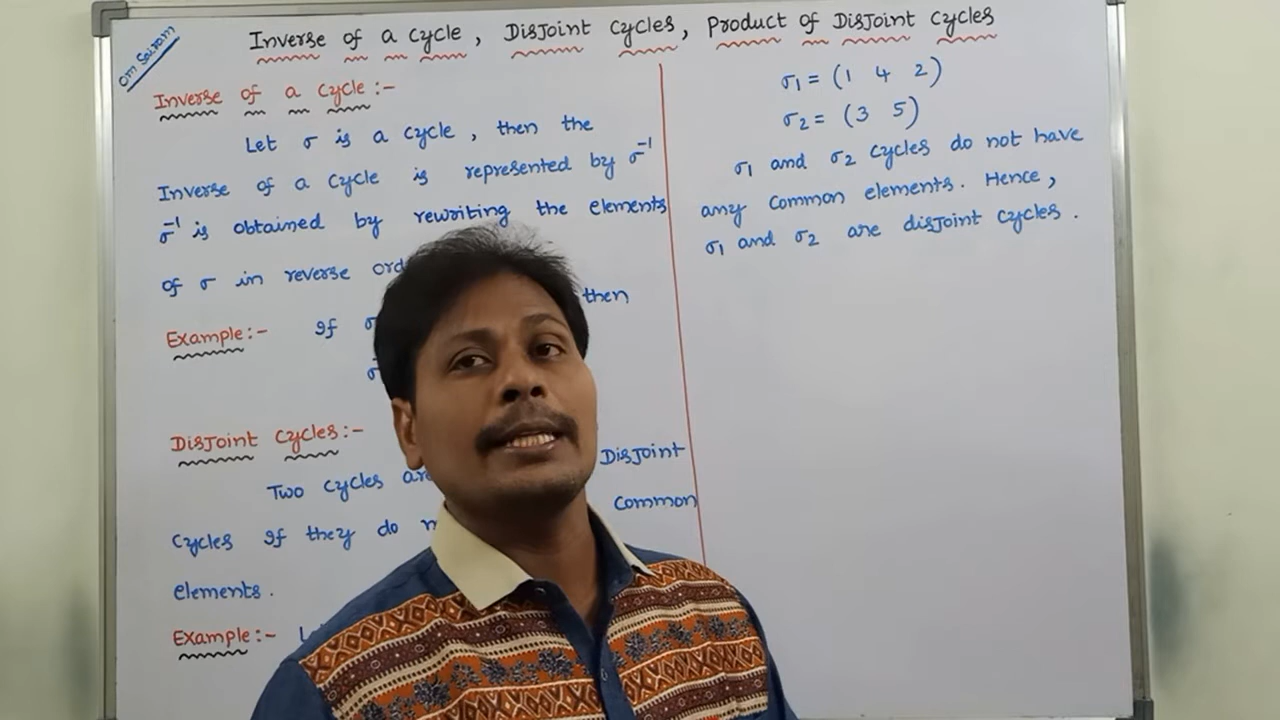 Om Sairam
Inverse of a cycle, Disjoint cycles, Product of Disjoint cycles
Inverse of a cycle :-
Let σ is a cycle, then the
Inverse of a cycle is represented by σ⁻¹
σ⁻¹ is obtained by rewriting the elements
of σ in reverse
then
Example:- If σ
σ
Disjoint cycles:-
Two cycles are Disjoint
cycles if they do common
elements.
Example:-
σ1 = (1 4 2)
σ2 = (3 5)
σ1 and σ2 cycles do not have
any common elements. Hence,
σ1 and σ2 are disjoint cycles.